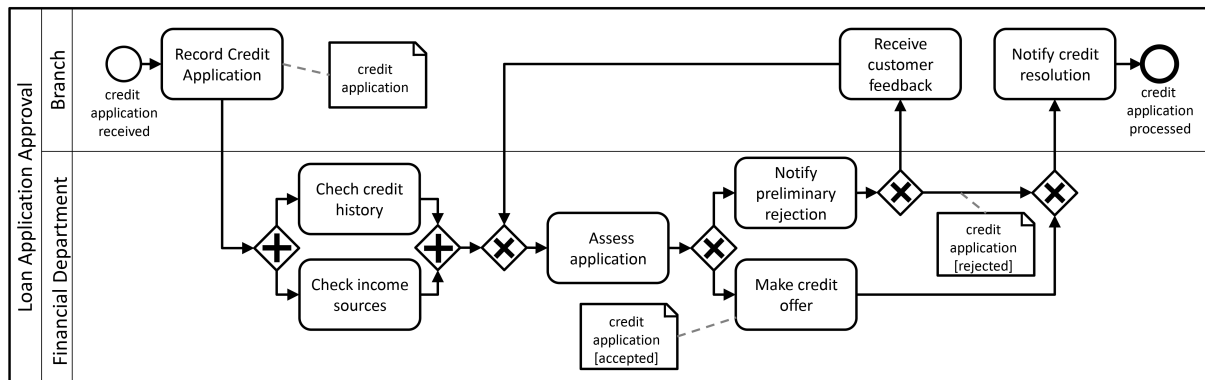 Loan Application Approval
Branch
Financial Department
credit
application
received
Record Credit
Application
credit
application
Receive
customer
feedback
Notify credit
resolution
credit
application
processed
Chech credit
history
Check income
sources
Assess
application
Notify
preliminary
rejection
Make credit
offer
credit
application
[rejected]
credit
application
[accepted]